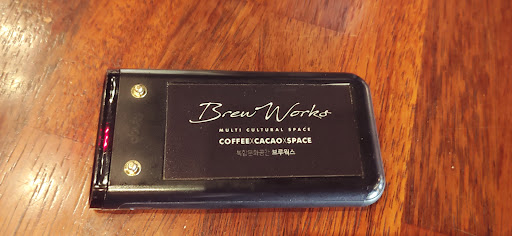 Brew Works
MULTI CULTURAL SPACE
COFFEE×CACAO×SPACE
복합문화공간 브루웍스